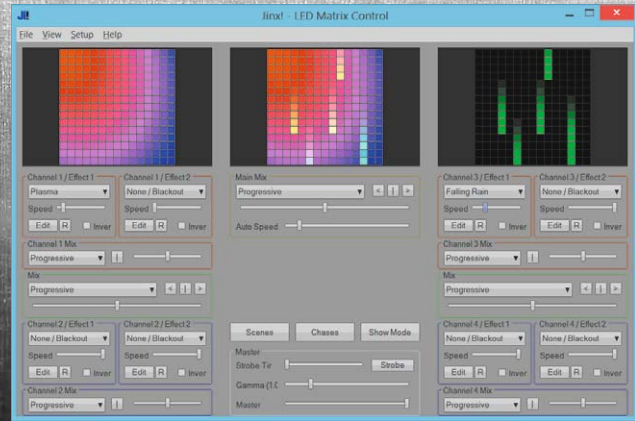 Jinx! - LED Matrix Control
File View Setup Help
Channel 1 / Effect 1
Plasma
Speed
Edit R Inver
Channel 1 / Effect 2
None / Blackout
Speed
Edit R Inver
Channel 1 Mix
Progressive |
Mix
Progressive < | >
Channel 2 / Effect 1
None / Blackout
Speed
Edit R Inver
Channel 2 / Effect 2
None / Blackout
Speed
Edit R Inver
Channel 2 Mix
Progressive |
Main Mix
Progressive < | >
Auto Speed
Scenes Chases Show Mode
Master
Strobe Tir Strobe
Gamma (1.0
Master
Channel 3 / Effect 1
Falling Rain
Speed
Edit R Inver
Channel 3 / Effect 2
None / Blackout
Speed
Edit R Inver
Channel 3 Mix
Progressive |
Mix
Progressive < | >
Channel 4 / Effect 1
None / Blackout
Speed
Edit R Inver
Channel 4 / Effect 2
None / Blackout
Speed
Edit R Inver
Channel 4 Mix
Progressive |